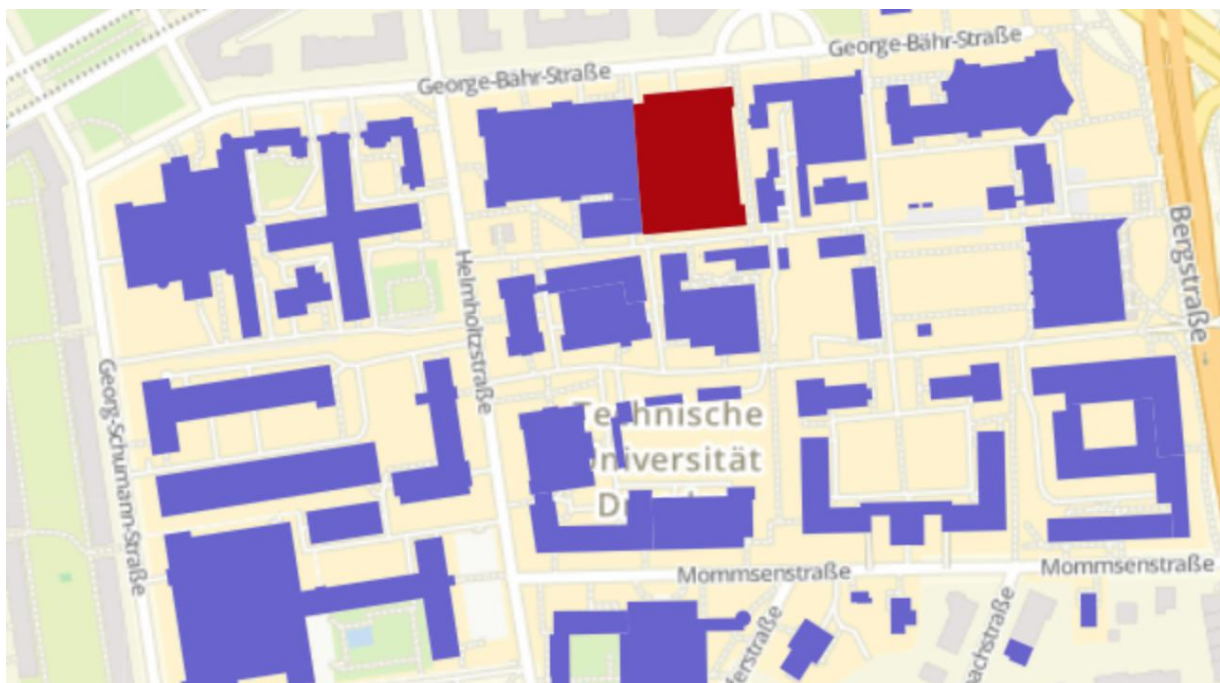 George-Bähr-Straße
George-Bähr-Straße
Bergstraße
Helmholtzstraße
Georg-Schumann-Straße
Technische
Universität
Mommsenstraße
Mommsenstraße